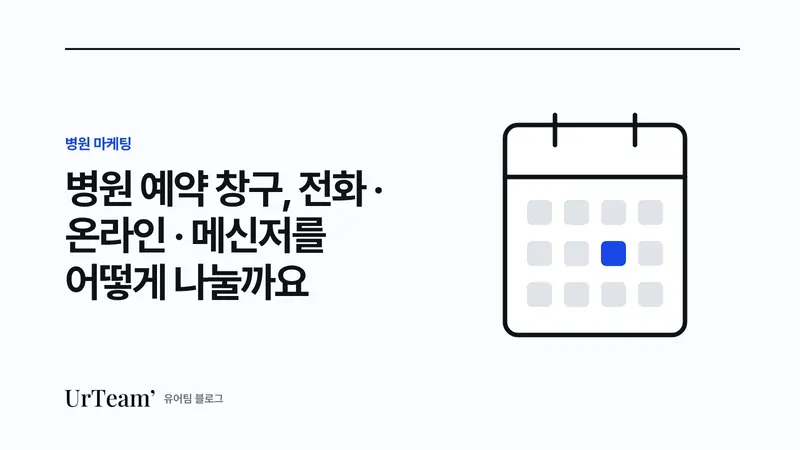 병원 마케팅
병원 예약 창구, 전화 ·
온라인 · 메신저를
어떻게 나눌까요
UrTeam’ 유어팀 블로그